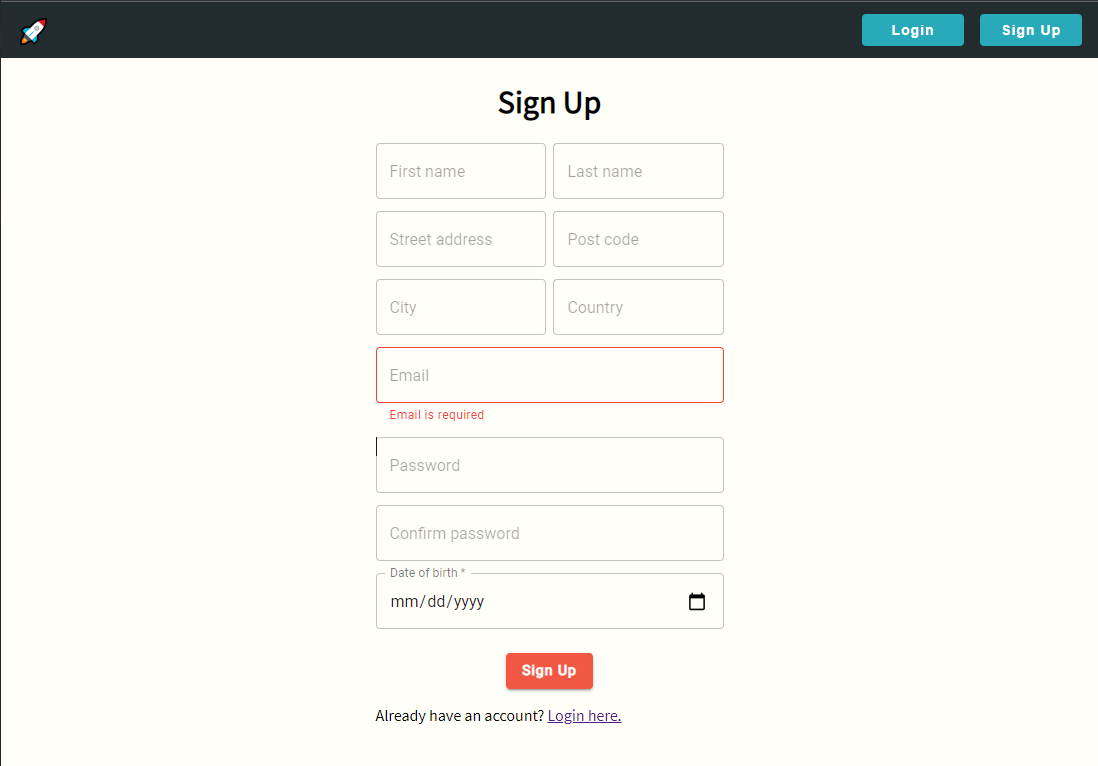 Login Sign Up
Sign Up
First name Last name
Street address Post code
City Country
Email
Email is required
Password
Confirm password
Date of birth *
mm/dd/yyyy
Sign Up
Already have an account? Login here.